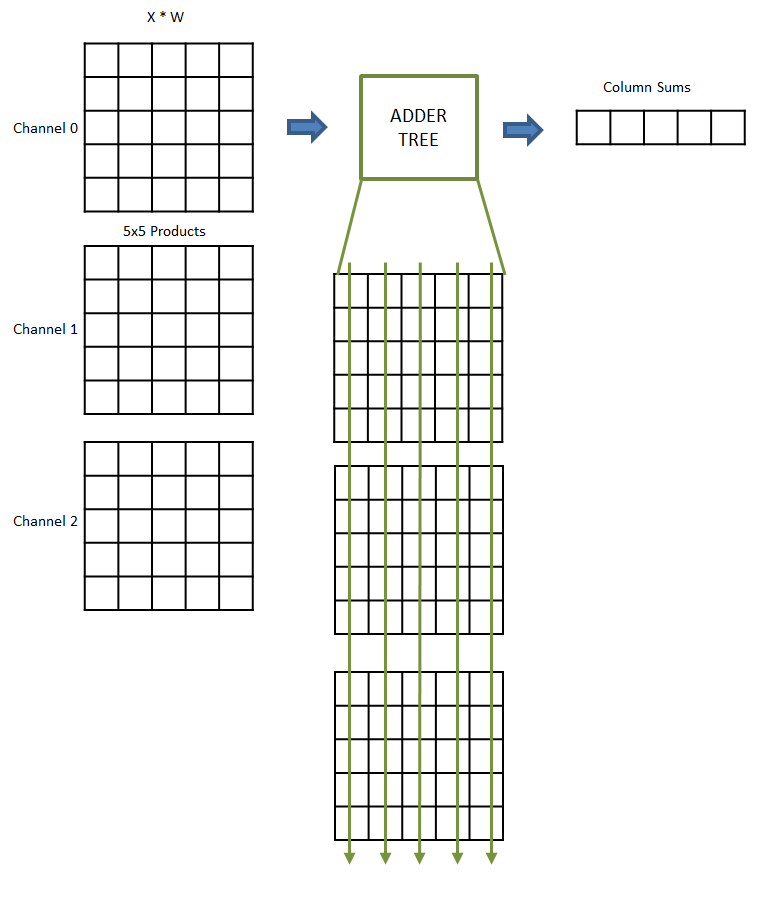 X * W
Channel 0
ADDER
TREE
Column Sums
5x5 Products
Channel 1
Channel 2